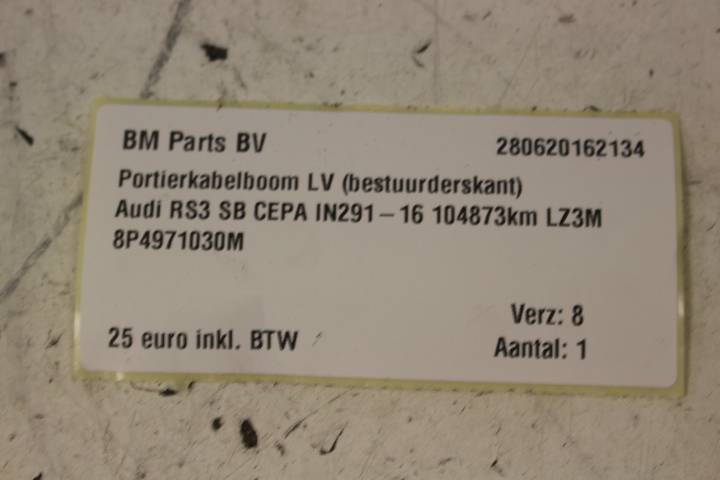 BM Parts BV 280620162134
Portierkabelboom LV (bestuurderskant)
Audi RS3 SB CEPA IN291-16 104873km LZ3M
8P4971030M
Verz: 8
25 euro inkl. BTW
Aantal: 1